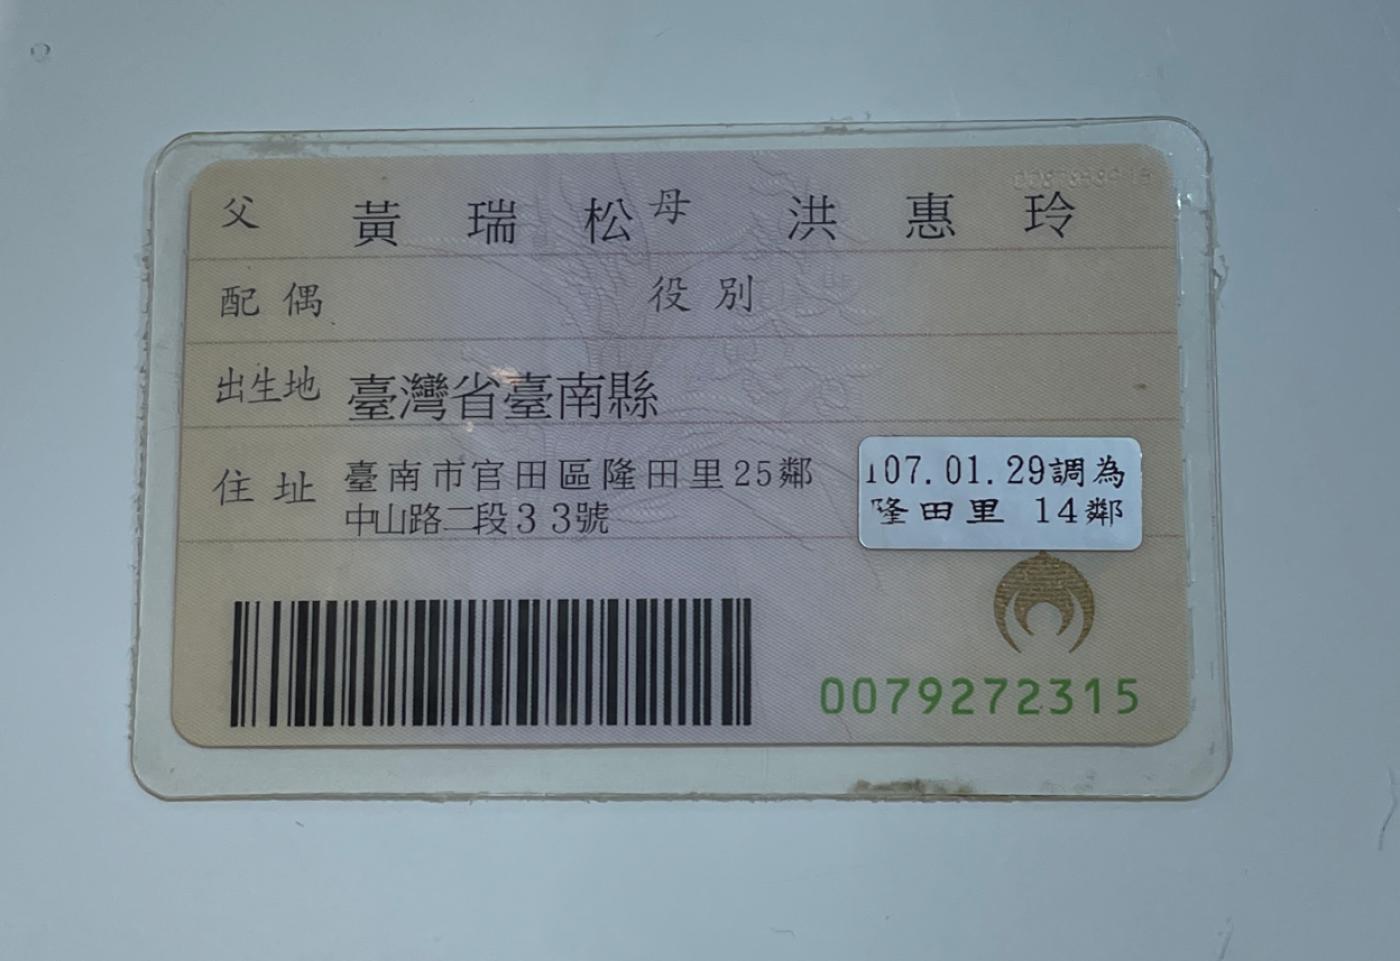 父 黃瑞松 母 洪惠玲
配偶 役別
出生地 臺灣省臺南縣
住址 臺南市官田區隆田里25鄰
中山路二段33號
107.01.29調為
隆田里 14鄰
0079272315